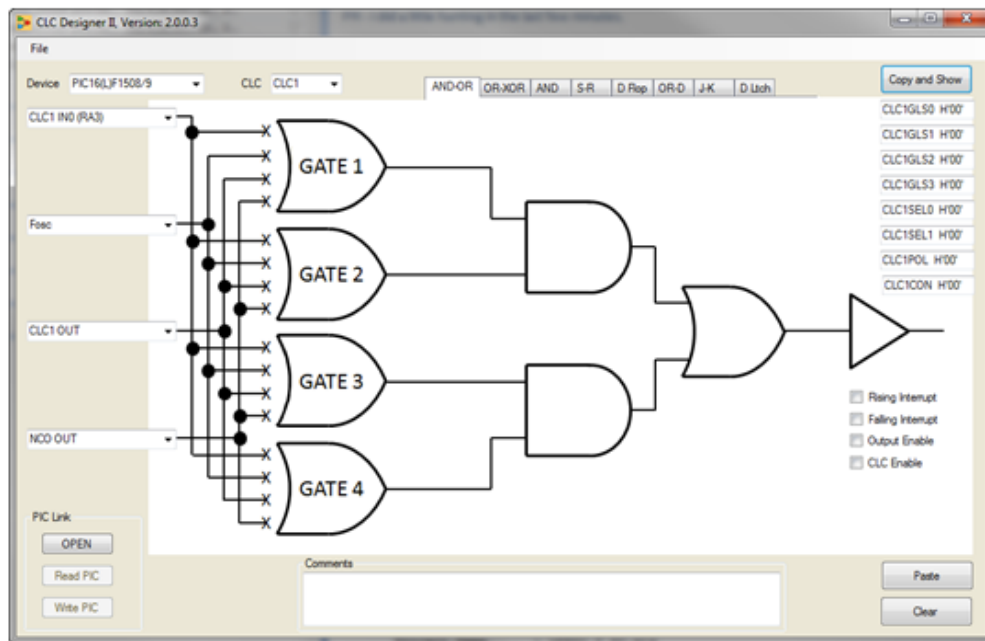 CLC Designer II, Version: 2.0.0.3
File
Device PIC16(L)F1508/9 CLC CLC1
AND-OR OR-XOR AND S-R D Flop OR-D J-K D Ltch
Copy and Show
CLC1 IN0 (RA3)
Fosc
CLC1 OUT
NCO OUT
X
X
X
X
GATE 1
X
X
X
X
GATE 2
X
X
X
X
GATE 3
X
X
X
X
GATE 4
CLC1GLS0 H'00'
CLC1GLS1 H'00'
CLC1GLS2 H'00'
CLC1GLS3 H'00'
CLC1SEL0 H'00'
CLC1SEL1 H'00'
CLC1POL H'00'
CLC1CON H'00'
Rising Interrupt
Falling Interrupt
Output Enable
CLC Enable
PIC Link
OPEN
Read PIC
Write PIC
Comments
Paste
Clear